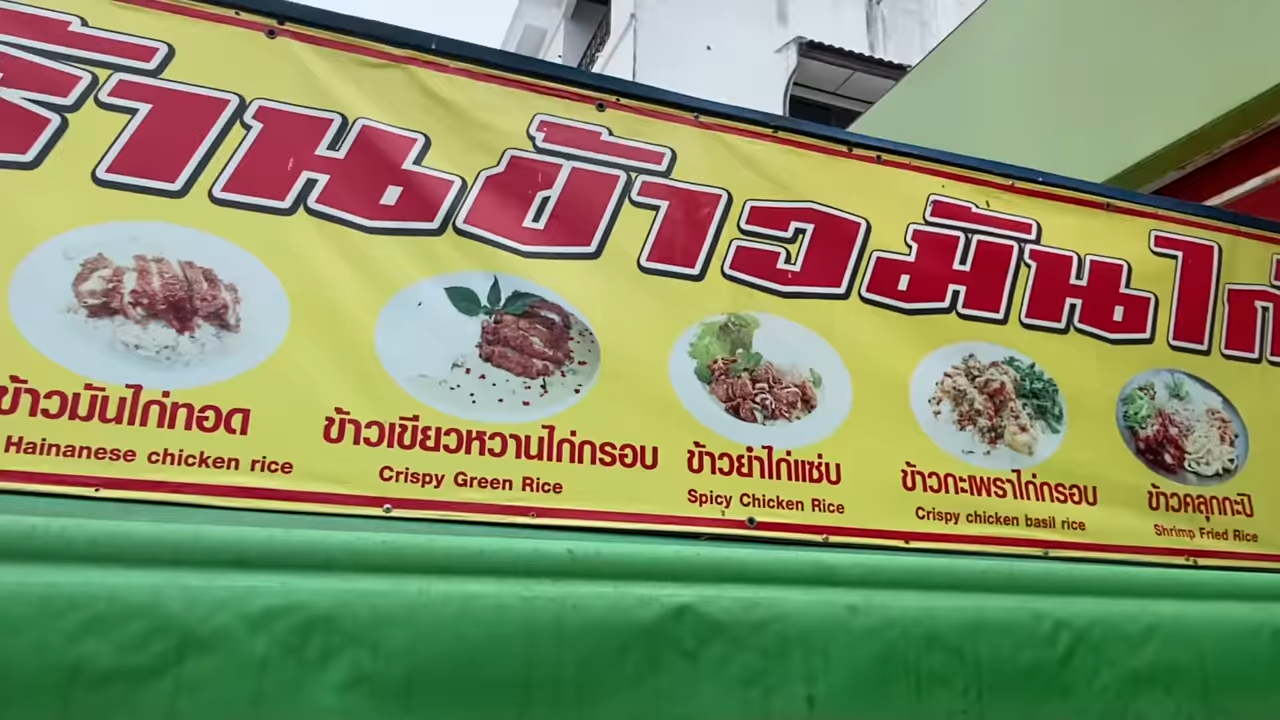 ร้านข้าวมันไก่
ข้าวมันไก่ทอด
Hainanese chicken rice
ข้าวเขียวหวานไก่กรอบ
Crispy Green Rice
ข้าวยำไก่แซ่บ
Spicy Chicken Rice
ข้าวกะเพราไก่กรอบ
Crispy chicken basil rice
ข้าวคลุกกะปิ
Shrimp Fried Rice